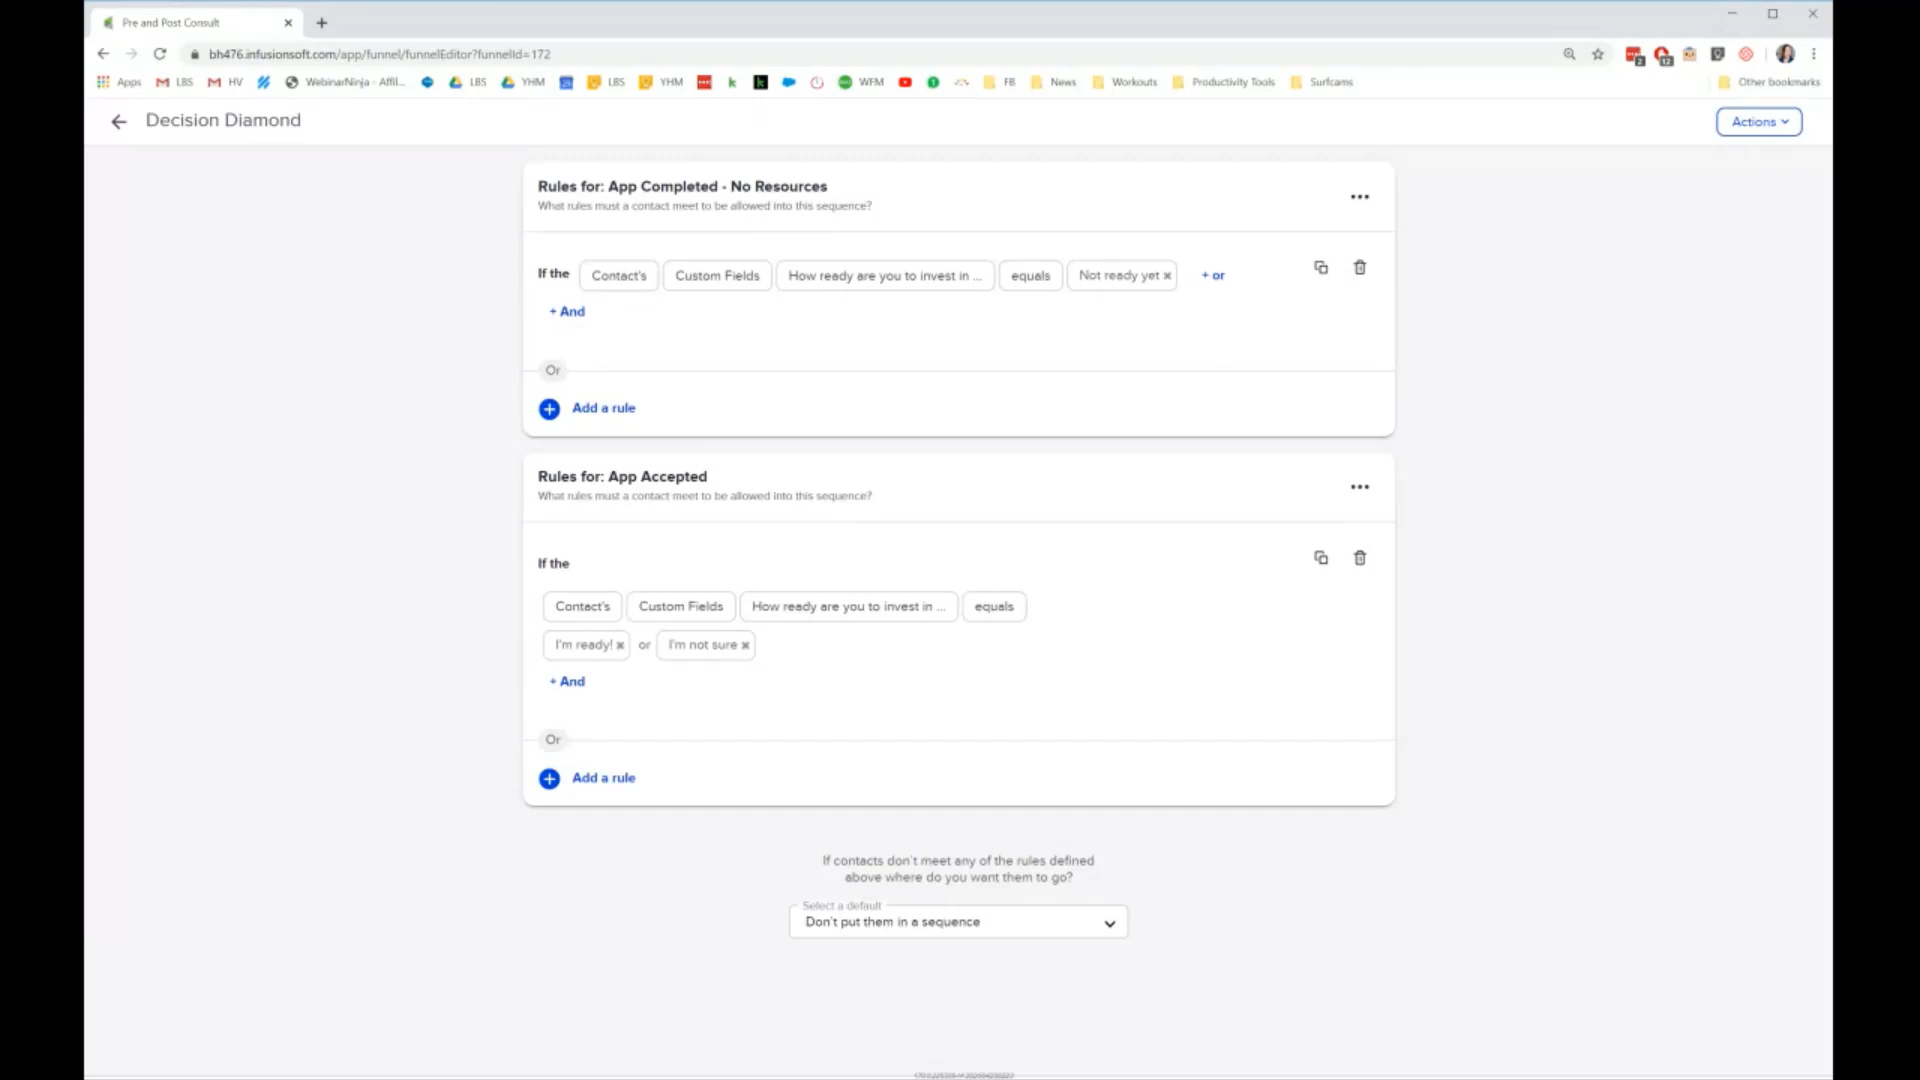 Pre and Post Consult
bh476.infusionsoft.com/app/funnel/funnelEditor?funnelId=172
Apps LBS HV WebinarNinja - Affil... LBS YHM LBS YHM WFM FB News Workouts Productivity Tools Surfcams Other bookmarks
Decision Diamond
Actions
Rules for: App Completed - No Resources
What rules must a contact meet to be allowed into this sequence?
If the Contact's Custom Fields How ready are you to invest in ... equals Not ready yet × + or
+ And
Or
+ Add a rule
Rules for: App Accepted
What rules must a contact meet to be allowed into this sequence?
If the
Contact's Custom Fields How ready are you to invest in ... equals
I'm ready! × or I'm not sure ×
+ And
Or
+ Add a rule
If contacts don't meet any of the rules defined
above where do you want them to go?
Select a default
Don't put them in a sequence